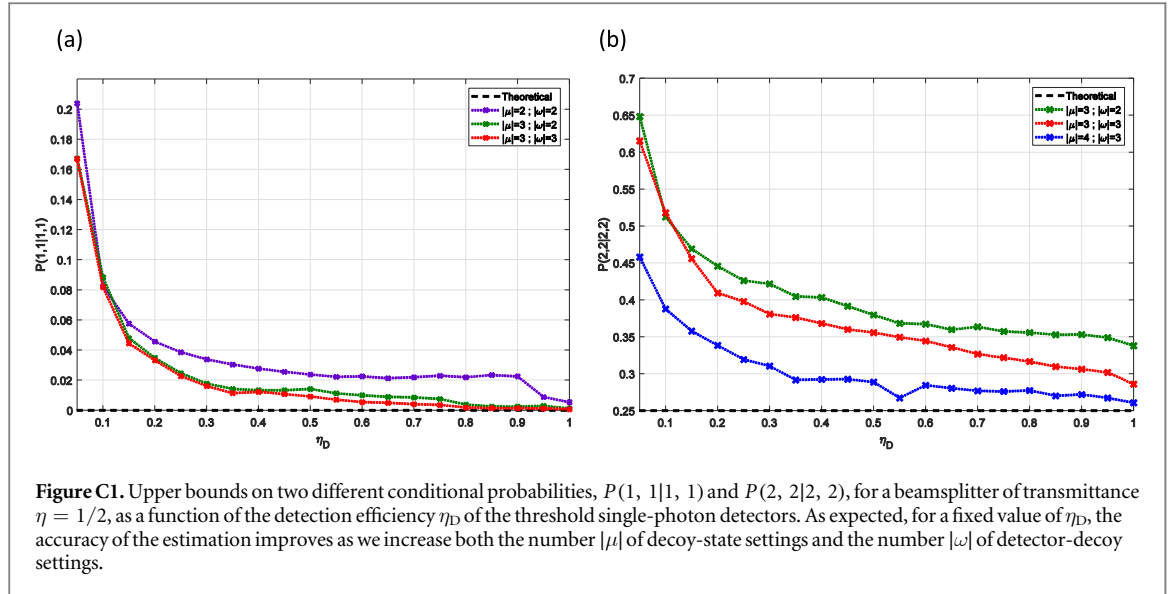 (a)
(b)
P(1,1|1,1)
0.2
0.18
0.16
0.14
0.12
0.1
0.08
0.06
0.04
0.02
0
0.1 0.2 0.3 0.4 0.5 0.6 0.7 0.8 0.9 1
η_D
Theoretical
|μ|=2 ; |ω|=2
|μ|=3 ; |ω|=2
|μ|=3 ; |ω|=3
P(2,2|2,2)
0.7
0.65
0.6
0.55
0.5
0.45
0.4
0.35
0.3
0.25
0.1 0.2 0.3 0.4 0.5 0.6 0.7 0.8 0.9 1
η_D
Theoretical
|μ|=3 ; |ω|=2
|μ|=3 ; |ω|=3
|μ|=4 ; |ω|=3
Figure C1. Upper bounds on two different conditional probabilities, P(1, 1|1, 1) and P(2, 2|2, 2), for a beamsplitter of transmittance
η = 1/2, as a function of the detection efficiency η_D of the threshold single-photon detectors. As expected, for a fixed value of η_D, the
accuracy of the estimation improves as we increase both the number |μ| of decoy-state settings and the number |ω| of detector-decoy
settings.